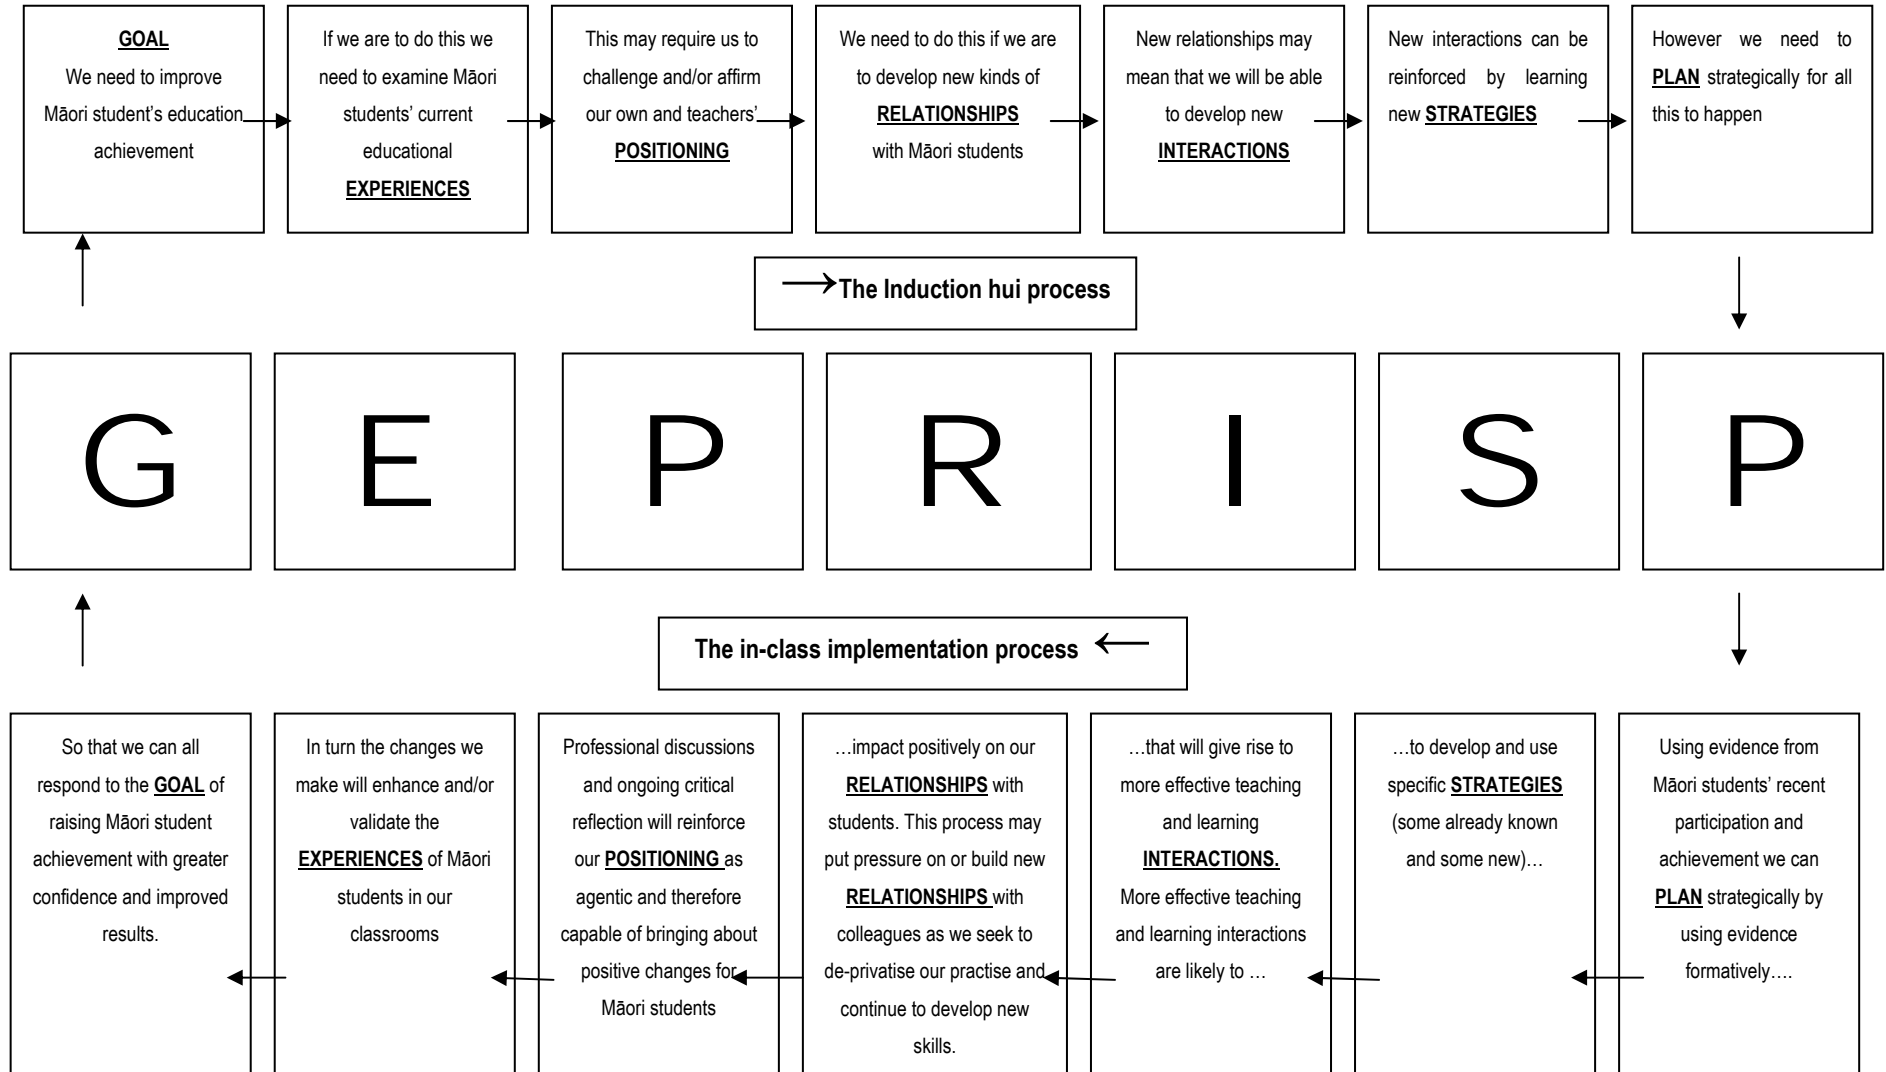 GOAL
We need to improve
Māori student's education
achievement
If we are to do this we
need to examine Māori
students' current
educational
EXPERIENCES
This may require us to
challenge and/or affirm
our own and teachers'
POSITIONING
We need to do this if we are
to develop new kinds of
RELATIONSHIPS
with Māori students
New relationships may
mean that we will be able
to develop new
INTERACTIONS
New interactions can be
reinforced by learning
new STRATEGIES
However we need to
PLAN strategically for all
this to happen
→The Induction hui process
G
E
P
R
I
S
P
The in-class implementation process ←
So that we can all
respond to the GOAL of
raising Māori student
achievement with greater
confidence and improved
results.
In turn the changes we
make will enhance and/or
validate the
EXPERIENCES of Māori
students in our
classrooms
Professional discussions
and ongoing critical
reflection will reinforce
our POSITIONING as
agentic and therefore
capable of bringing about
positive changes for
Māori students
…impact positively on our
RELATIONSHIPS with
students. This process may
put pressure on or build new
RELATIONSHIPS with
colleagues as we seek to
de-privatise our practise and
continue to develop new
skills.
…that will give rise to
more effective teaching
and learning
INTERACTIONS.
More effective teaching
and learning interactions
are likely to …
…to develop and use
specific STRATEGIES
(some already known
and some new)…
Using evidence from
Māori students' recent
participation and
achievement we can
PLAN strategically by
using evidence
formatively….